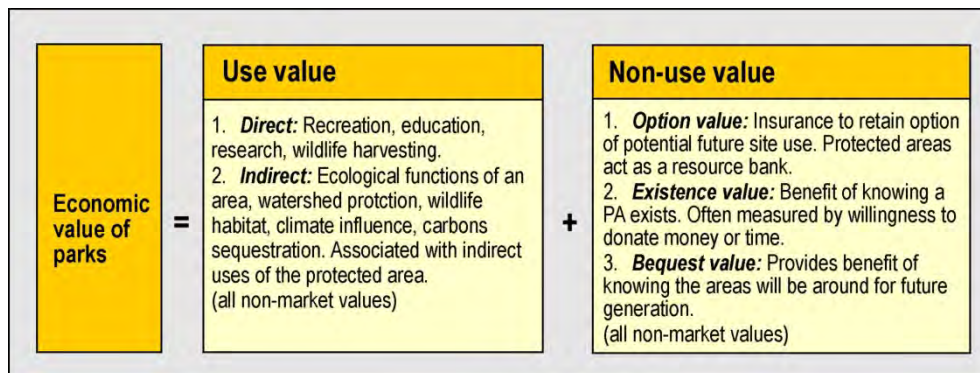 Economic
value of
parks
=
Use value
1. Direct: Recreation, education,
research, wildlife harvesting.
2. Indirect: Ecological functions of an
area, watershed protction, wildlife
habitat, climate influence, carbons
sequestration. Associated with indirect
uses of the protected area.
(all non-market values)
+
Non-use value
1. Option value: Insurance to retain option
of potential future site use. Protected areas
act as a resource bank.
2. Existence value: Benefit of knowing a
PA exists. Often measured by willingness to
donate money or time.
3. Bequest value: Provides benefit of
knowing the areas will be around for future
generation.
(all non-market values)